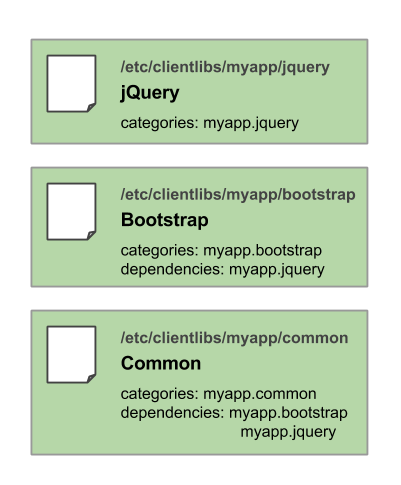 /etc/clientlibs/myapp/jquery
jQuery
categories: myapp.jquery
/etc/clientlibs/myapp/bootstrap
Bootstrap
categories: myapp.bootstrap
dependencies: myapp.jquery
/etc/clientlibs/myapp/common
Common
categories: myapp.common
dependencies: myapp.bootstrap
myapp.jquery